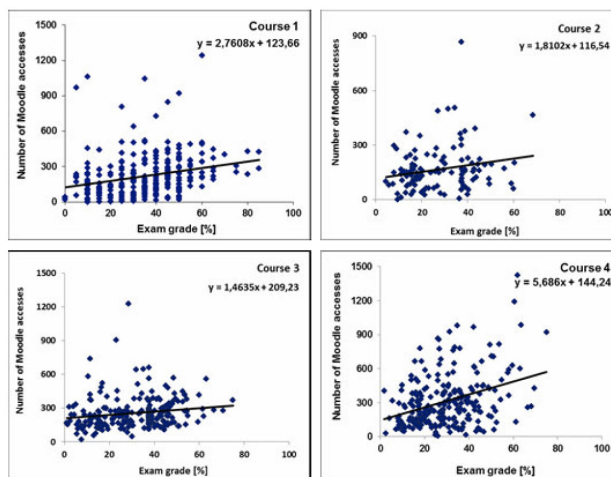 Course 1
y = 2,7608x + 123,66
Number of Moodle accesses
1500
1200
900
600
300
0
0 20 40 60 80 100
Exam grade [%]
Course 2
y = 1,8102x + 116,54
Number of Moodle accesses
900
600
300
0
0 20 40 60 80 100
Exam grade [%]
Course 3
y = 1,4635x + 209,23
Number of Moodle accesses
1500
1200
900
600
300
0
0 20 40 60 80 100
Exam grade [%]
Course 4
y = 5,686x + 144,24
Number of Moodle accesses
1500
1200
900
600
300
0
0 20 40 60 80 100
Exam grade [%]